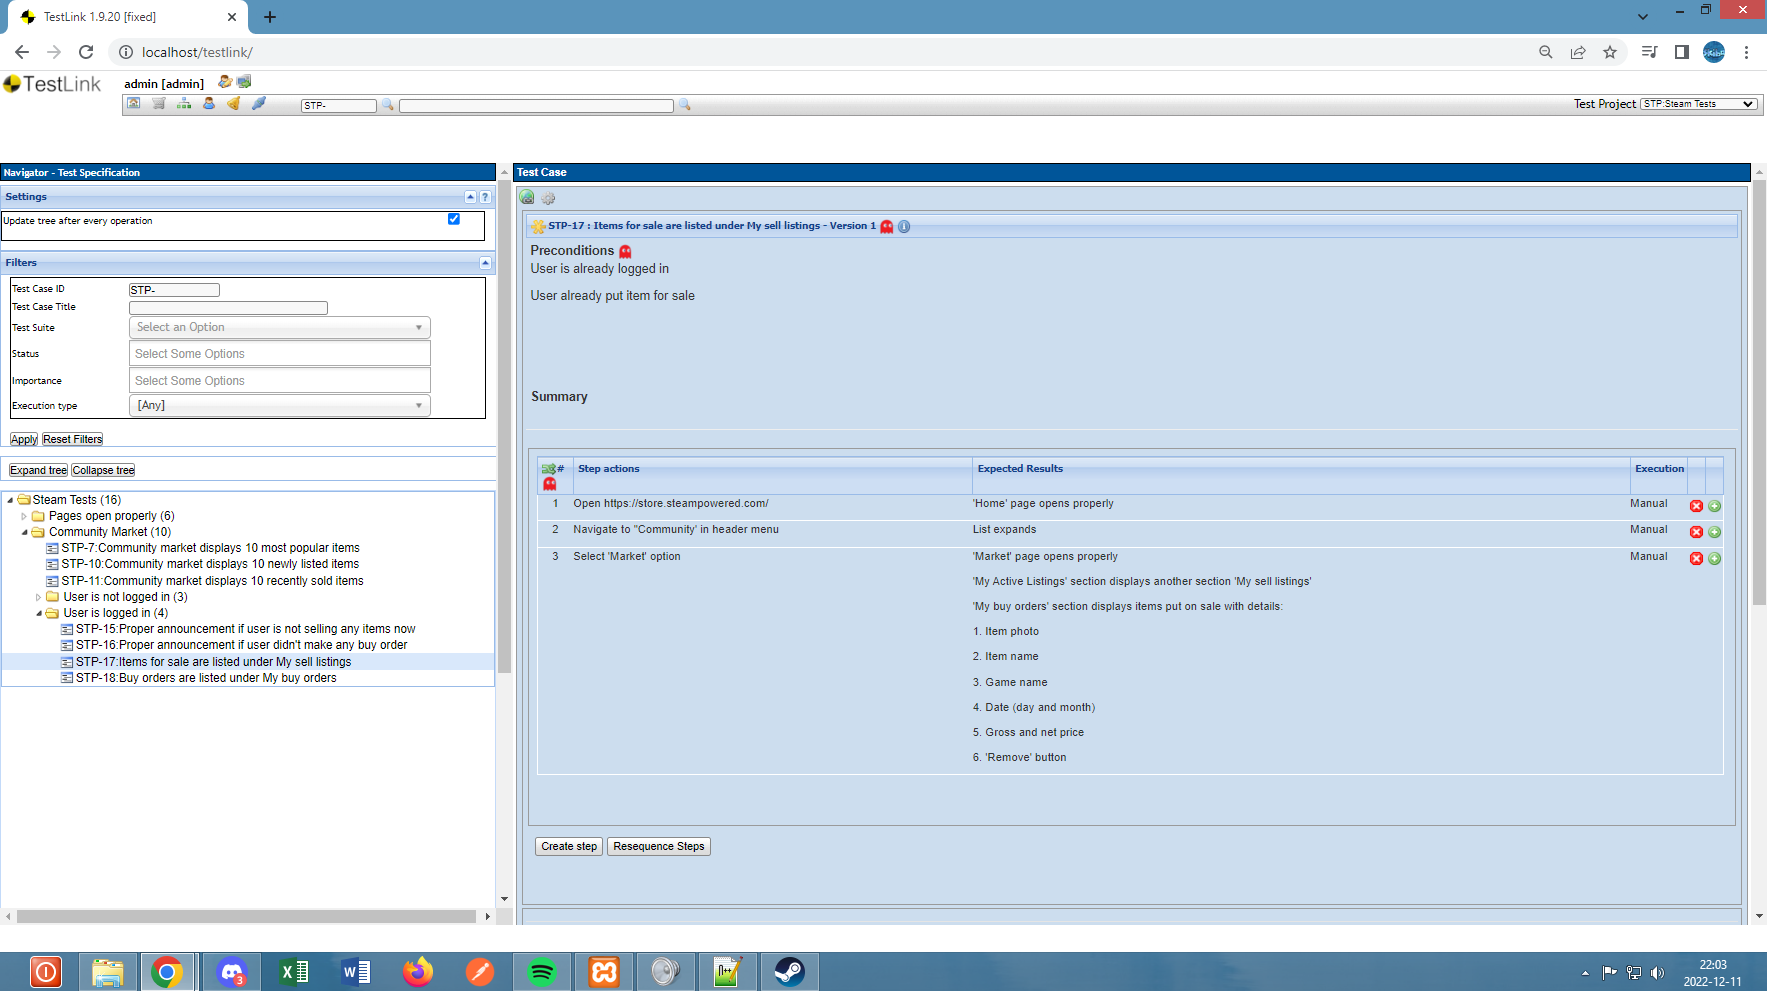 TestLink 1.9.20 [fixed]
localhost/testlink/
TestLink
admin [admin]
STP-
Test Project STP:Steam Tests
Navigator - Test Specification
Settings
Update tree after every operation
Filters
Test Case ID STP-
Test Case Title
Test Suite Select an Option
Status Select Some Options
Importance Select Some Options
Execution type [Any]
Apply Reset Filters
Expand tree Collapse tree
Steam Tests (16)
Pages open properly (6)
Community Market (10)
STP-7:Community market displays 10 most popular items
STP-10:Community market displays 10 newly listed items
STP-11:Community market displays 10 recently sold items
User is not logged in (3)
User is logged in (4)
STP-15:Proper announcement if user is not selling any items now
STP-16:Proper announcement if user didn't make any buy order
STP-17:Items for sale are listed under My sell listings
STP-18:Buy orders are listed under My buy orders
Test Case
STP-17 : Items for sale are listed under My sell listings - Version 1
Preconditions
User is already logged in
User already put item for sale
Summary
# Step actions Expected Results Execution
1 Open https://store.steampowered.com/ 'Home' page opens properly Manual
2 Navigate to "Community' in header menu List expands Manual
3 Select 'Market' option 'Market' page opens properly Manual
'My Active Listings' section displays another section 'My sell listings'
'My buy orders' section displays items put on sale with details:
1. Item photo
2. Item name
3. Game name
4. Date (day and month)
5. Gross and net price
6. 'Remove' button
Create step Resequence Steps
3
22:03
2022-12-11